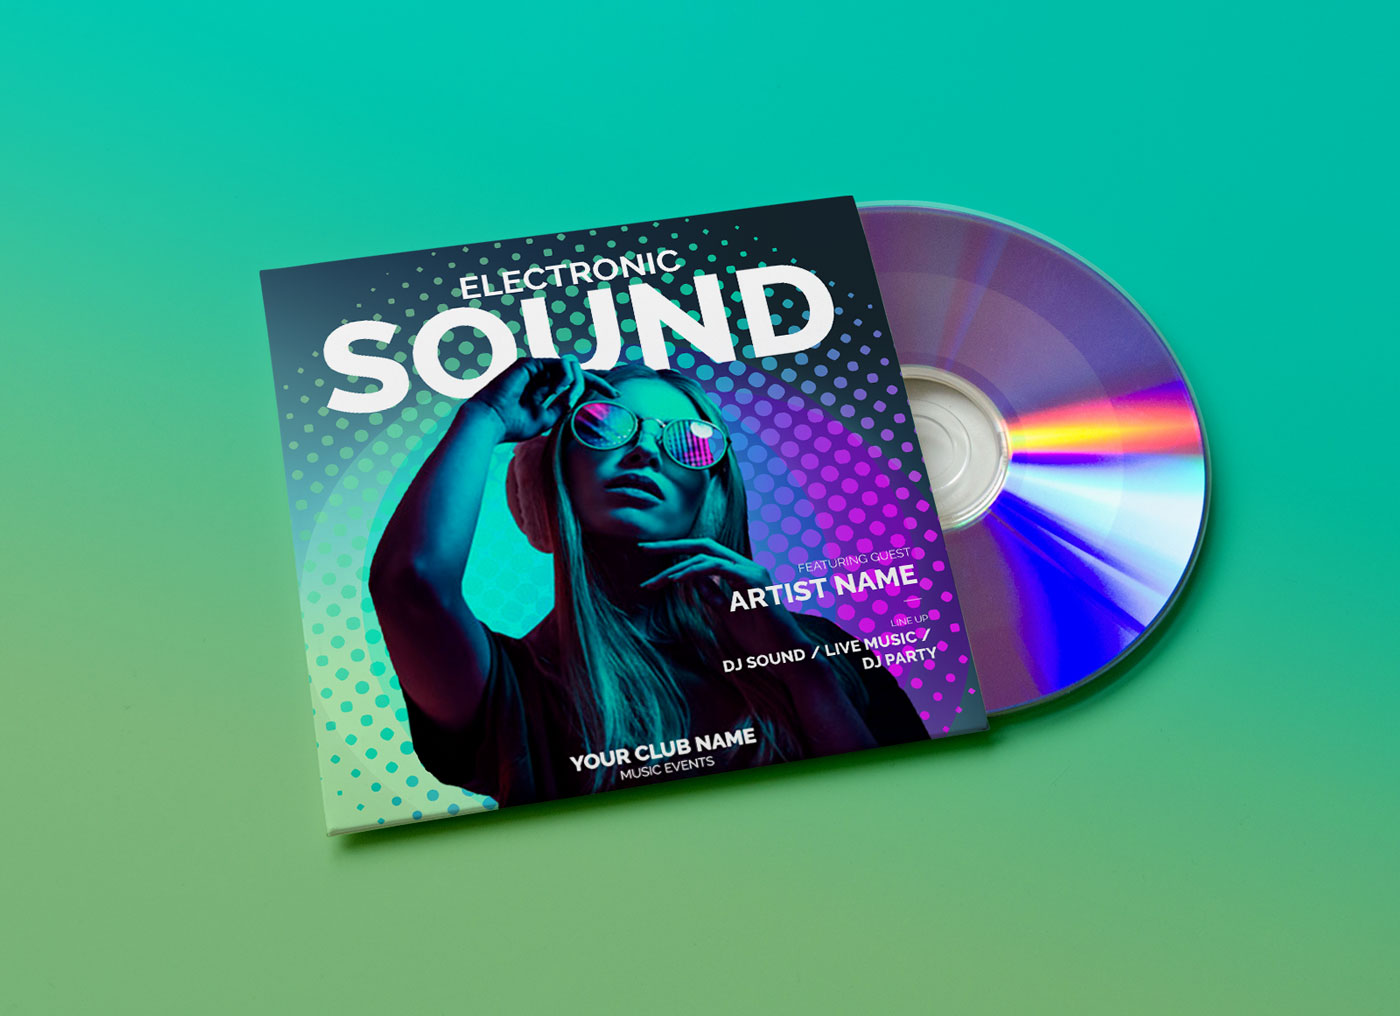 ELECTRONIC
SOUND
FEATURING GUEST
ARTIST NAME
LINE UP
DJ SOUND / LIVE MUSIC /
DJ PARTY
YOUR CLUB NAME
MUSIC EVENTS